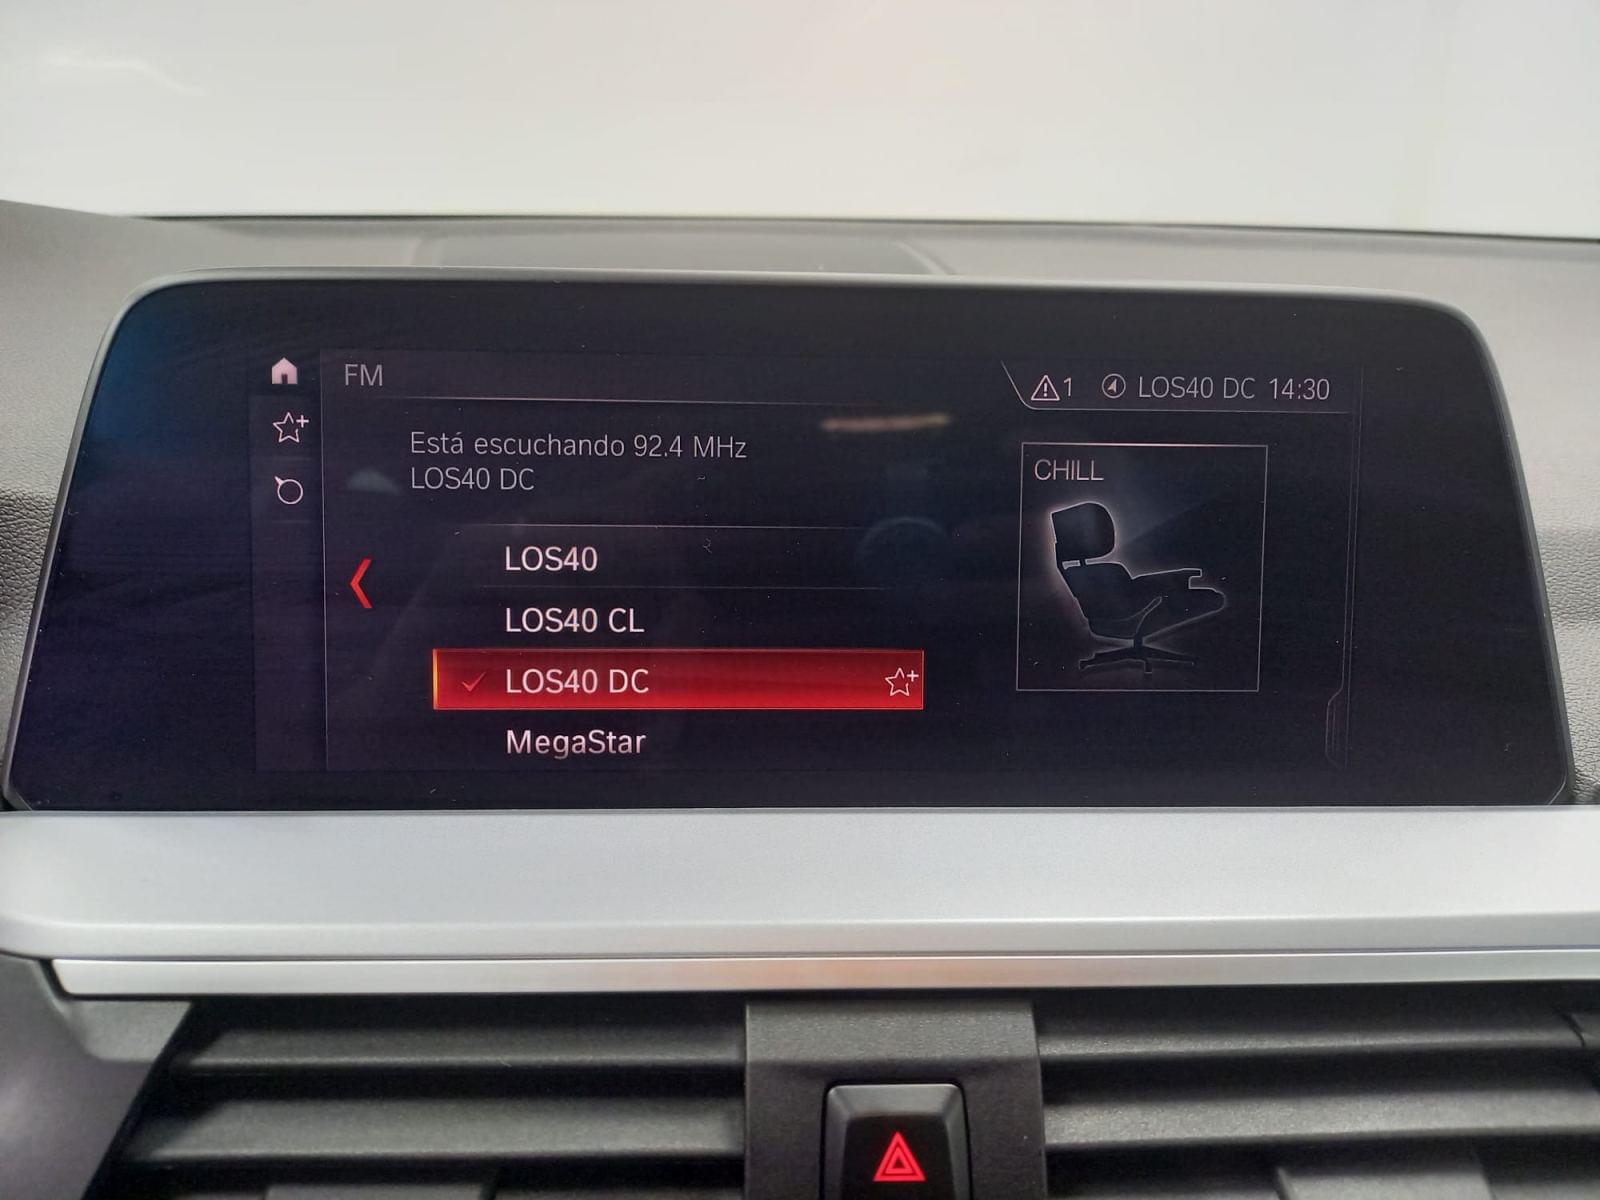 FM
1 LOS40 DC 14:30
Está escuchando 92.4 MHz
LOS40 DC
CHILL
LOS40
LOS40 CL
LOS40 DC
MegaStar